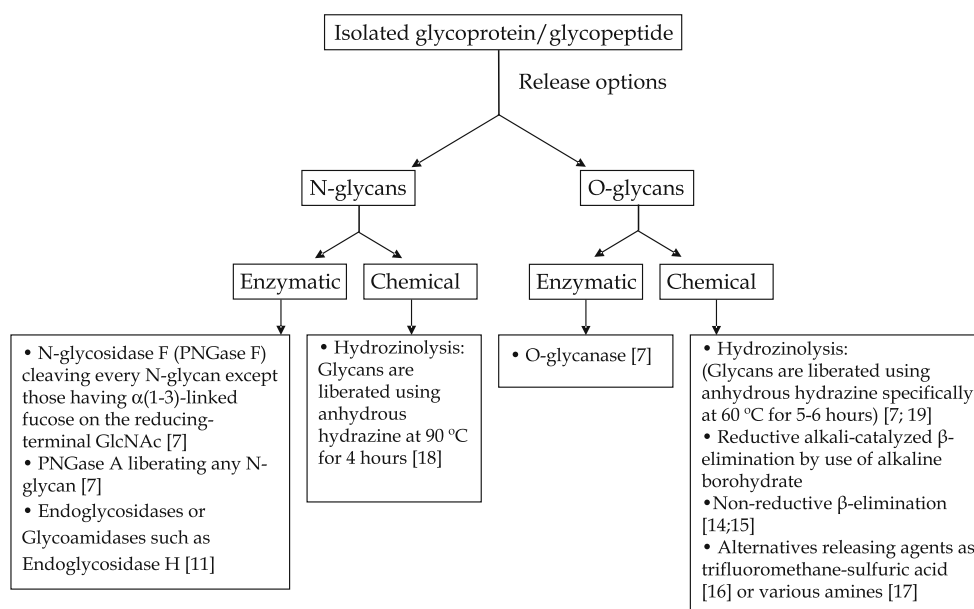 Isolated glycoprotein/glycopeptide
Release options
N-glycans
O-glycans
Enzymatic
Chemical
Enzymatic
Chemical
• N-glycosidase F (PNGase F)
cleaving every N-glycan except
those having α(1-3)-linked
fucose on the reducing-
terminal GlcNAc [7]
• PNGase A liberating any N-
glycan [7]
• Endoglycosidases or
Glycoamidases such as
Endoglycosidase H [11]
• Hydrozinolysis:
Glycans are
liberated using
anhydrous
hydrazine at 90 ºC
for 4 hours [18]
• O-glycanase [7]
• Hydrozinolysis:
(Glycans are liberated using
anhydrous hydrazine specifically
at 60 ºC for 5-6 hours) [7; 19]
• Reductive alkali-catalyzed β-
elimination by use of alkaline
borohydrate
•Non-reductive β-elimination
[14;15]
• Alternatives releasing agents as
trifluoromethane-sulfuric acid
[16] or various amines [17]